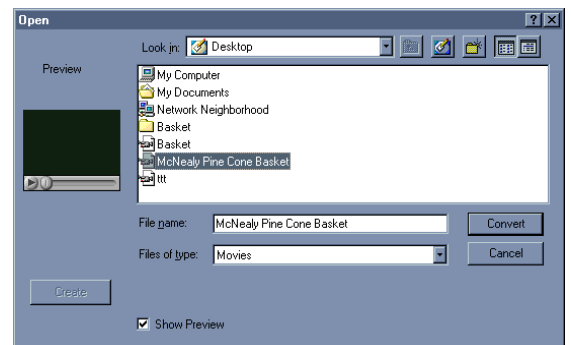 Open
Look in: Desktop
Preview
My Computer
My Documents
Network Neighborhood
Basket
Basket
McNealy Pine Cone Basket
ttt
File name: McNealy Pine Cone Basket Convert
Files of type: Movies Cancel
Create
Show Preview